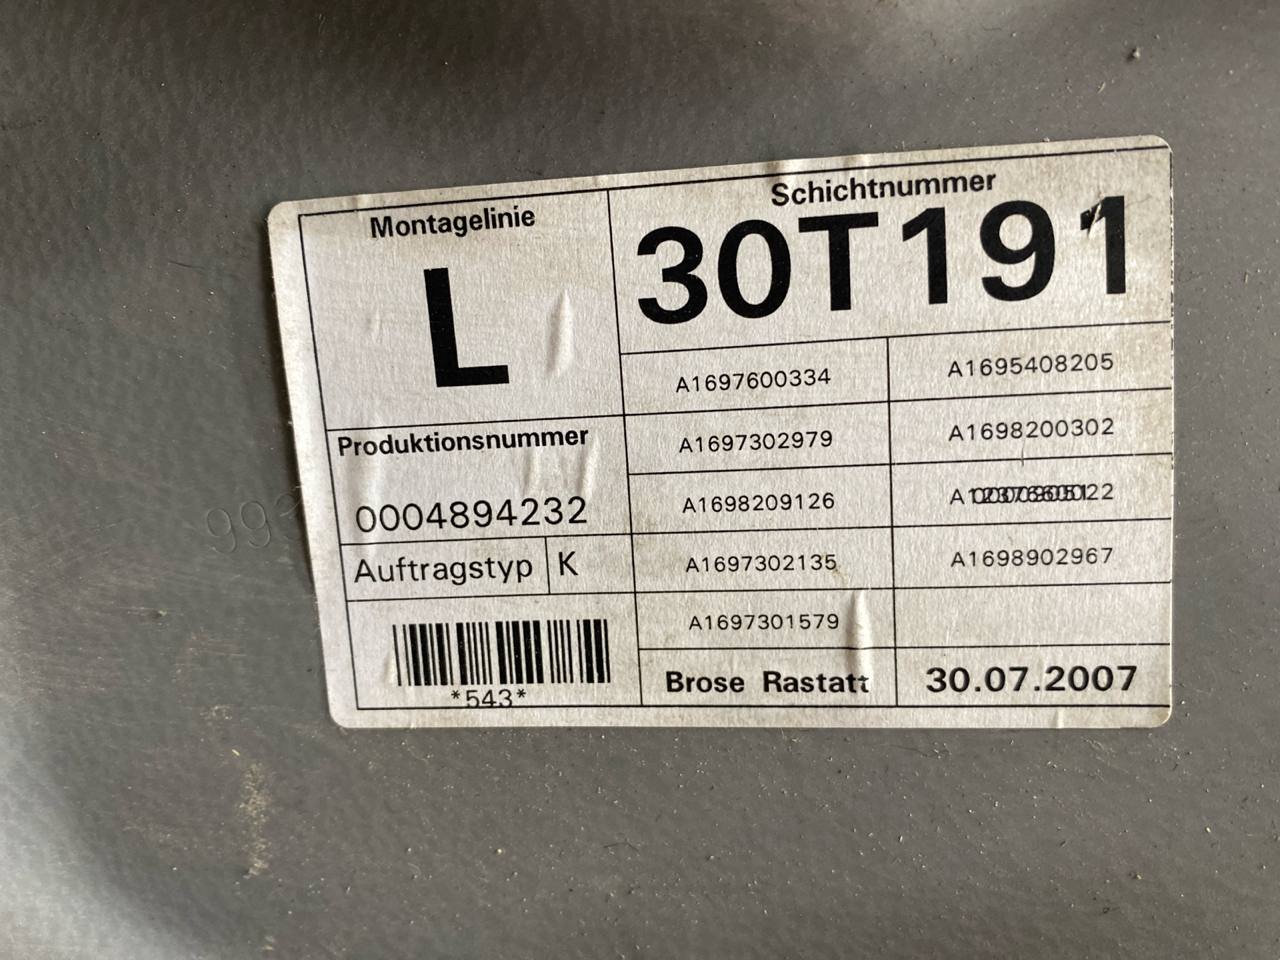 Montagelinie
L
Schichtnummer
30T191
A1697600334
A1695408205
A1697302979
A1698200302
Produktionsnummer
0004894232
A1698209126
Auftragstyp
K
A1697302135
A1698902967
A1697301579
*543*
Brose Rastatt
30.07.2007